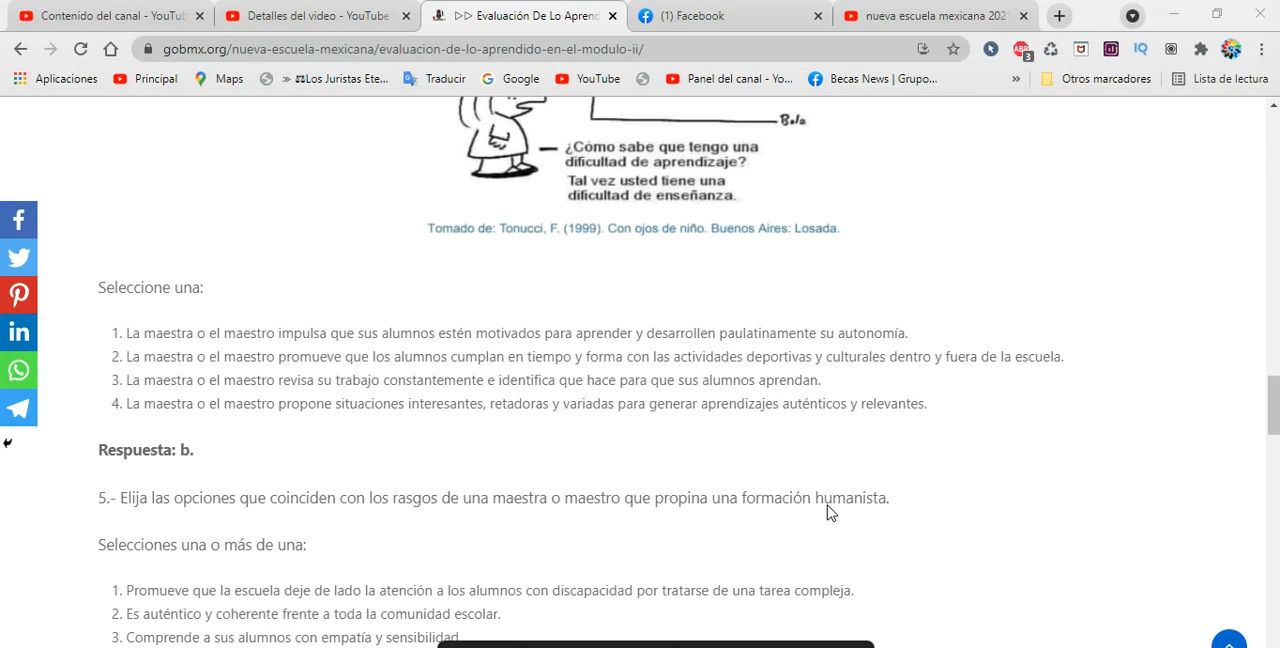 Contenido del canal - YouTu
Detalles del video - YouTube
▷▷ Evaluación De Lo Aprend
(1) Facebook
nueva escuela mexicana 2021
gobmx.org/nueva-escuela-mexicana/evaluacion-de-lo-aprendido-en-el-modulo-ii/
ABP
3
IQ
Aplicaciones
Principal
Maps
» ⚖Los Juristas Ete...
Traducir
Google
YouTube
Panel del canal - Yo...
Becas News | Grupo...
»
Otros marcadores
Lista de lectura
¿Cómo sabe que tengo una
dificultad de aprendizaje?
Tal vez usted tiene una
dificultad de enseñanza.
Tomado de: Tonucci, F. (1999). Con ojos de niño. Buenos Aires: Losada.
Seleccione una:
1. La maestra o el maestro impulsa que sus alumnos estén motivados para aprender y desarrollen paulatinamente su autonomía.
2. La maestra o el maestro promueve que los alumnos cumplan en tiempo y forma con las actividades deportivas y culturales dentro y fuera de la escuela.
3. La maestra o el maestro revisa su trabajo constantemente e identifica que hace para que sus alumnos aprendan.
4. La maestra o el maestro propone situaciones interesantes, retadoras y variadas para generar aprendizajes auténticos y relevantes.
Respuesta: b.
5.- Elija las opciones que coinciden con los rasgos de una maestra o maestro que propina una formación humanista.
Selecciones una o más de una:
1. Promueve que la escuela deje de lado la atención a los alumnos con discapacidad por tratarse de una tarea compleja.
2. Es auténtico y coherente frente a toda la comunidad escolar.
3. Comprende a sus alumnos con empatía y sensibilidad